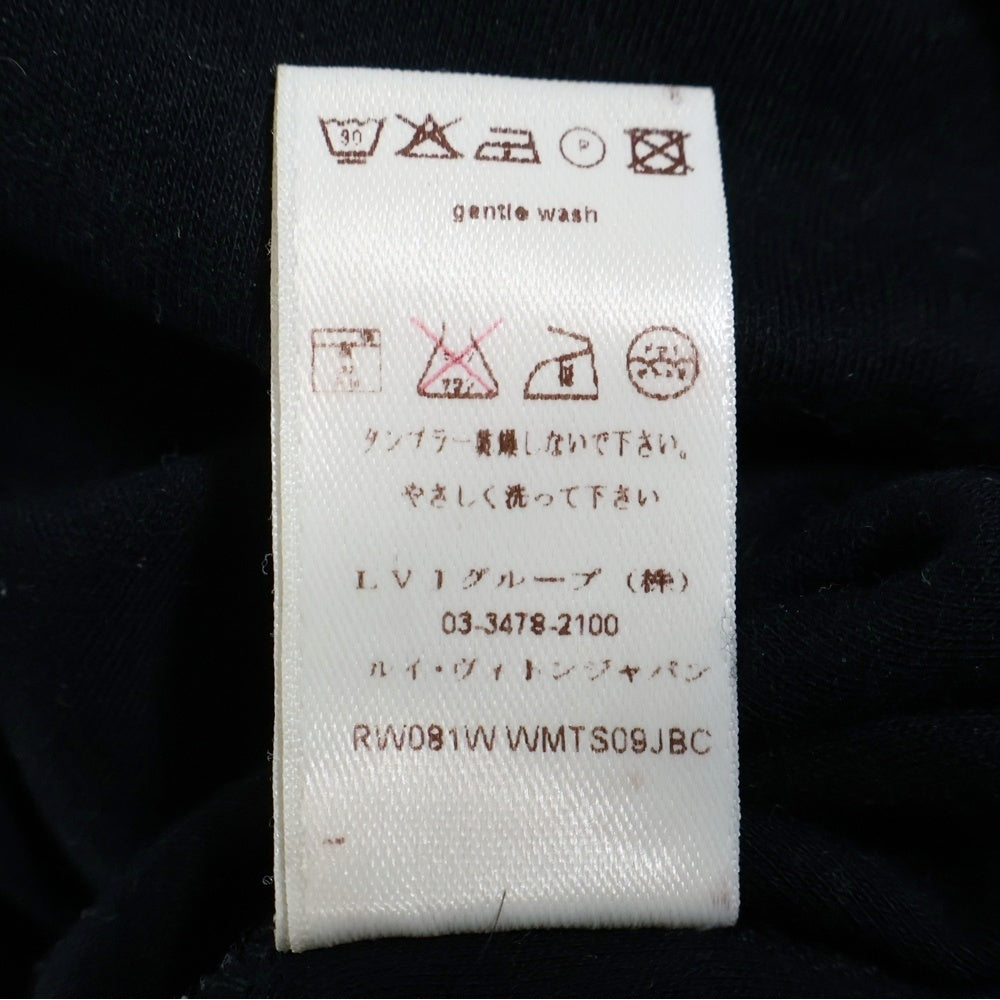 30 P
gentle wash
タンブラー乾燥しないで下さい。
やさしく洗って下さい
LVJグループ（株）
03-3478-2100
ルイ・ヴィトンジャパン
RW081W WMTS09JBC